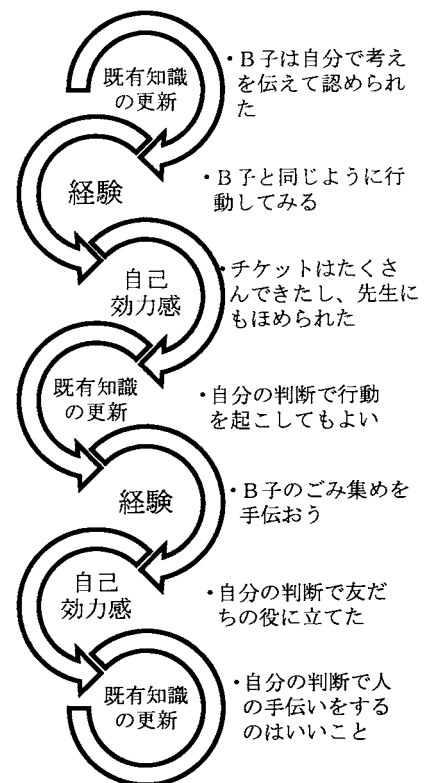 既有知識
の更新
・B子は自分で考え
を伝えて認められ
た
経験
・B子と同じように行
動してみる
自己
効力感
・チケットはたくさ
んできたし、先生に
もほめられた
既有知識
の更新
・自分の判断で行動
を起こしてもよい
経験
・B子のごみ集めを
手伝おう
自己
効力感
・自分の判断で友だ
ちの役に立てた
既有知識
の更新
・自分の判断で人
の手伝いをする
のはいいこと